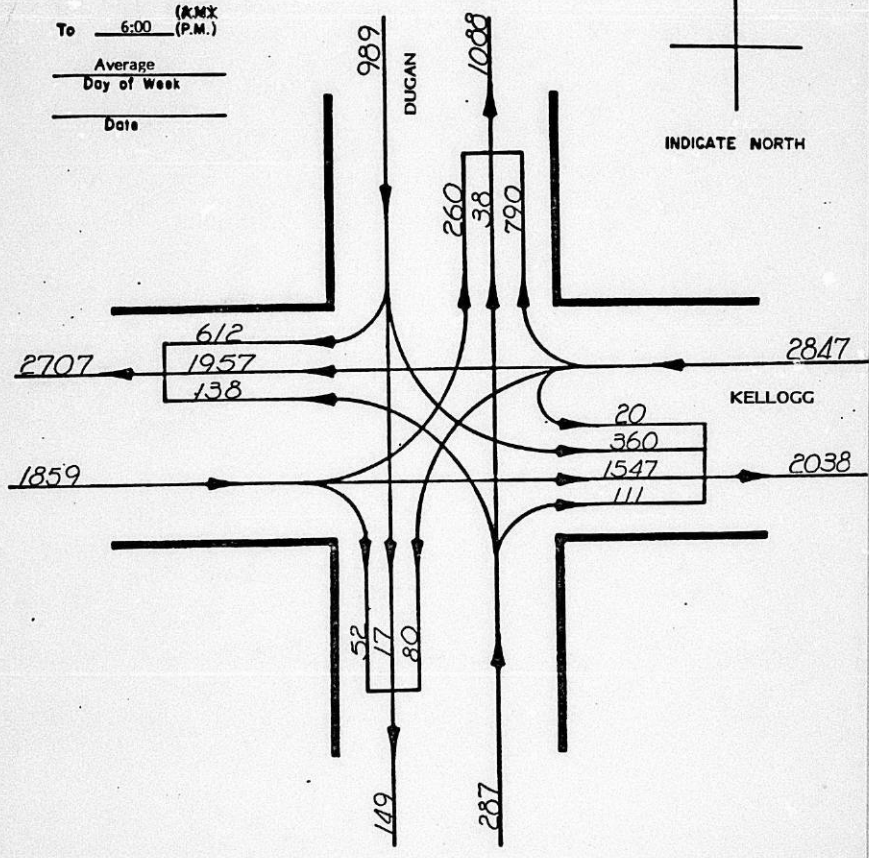 (A.M.)
To 6:00 (P.M.)
Average
Day of Week
Date
989
DUGAN
1088
INDICATE NORTH
260
38
790
612
2707
1957
138
2847
KELLOGG
20
360
1859
1547
2038
111
52
17
80
149
287